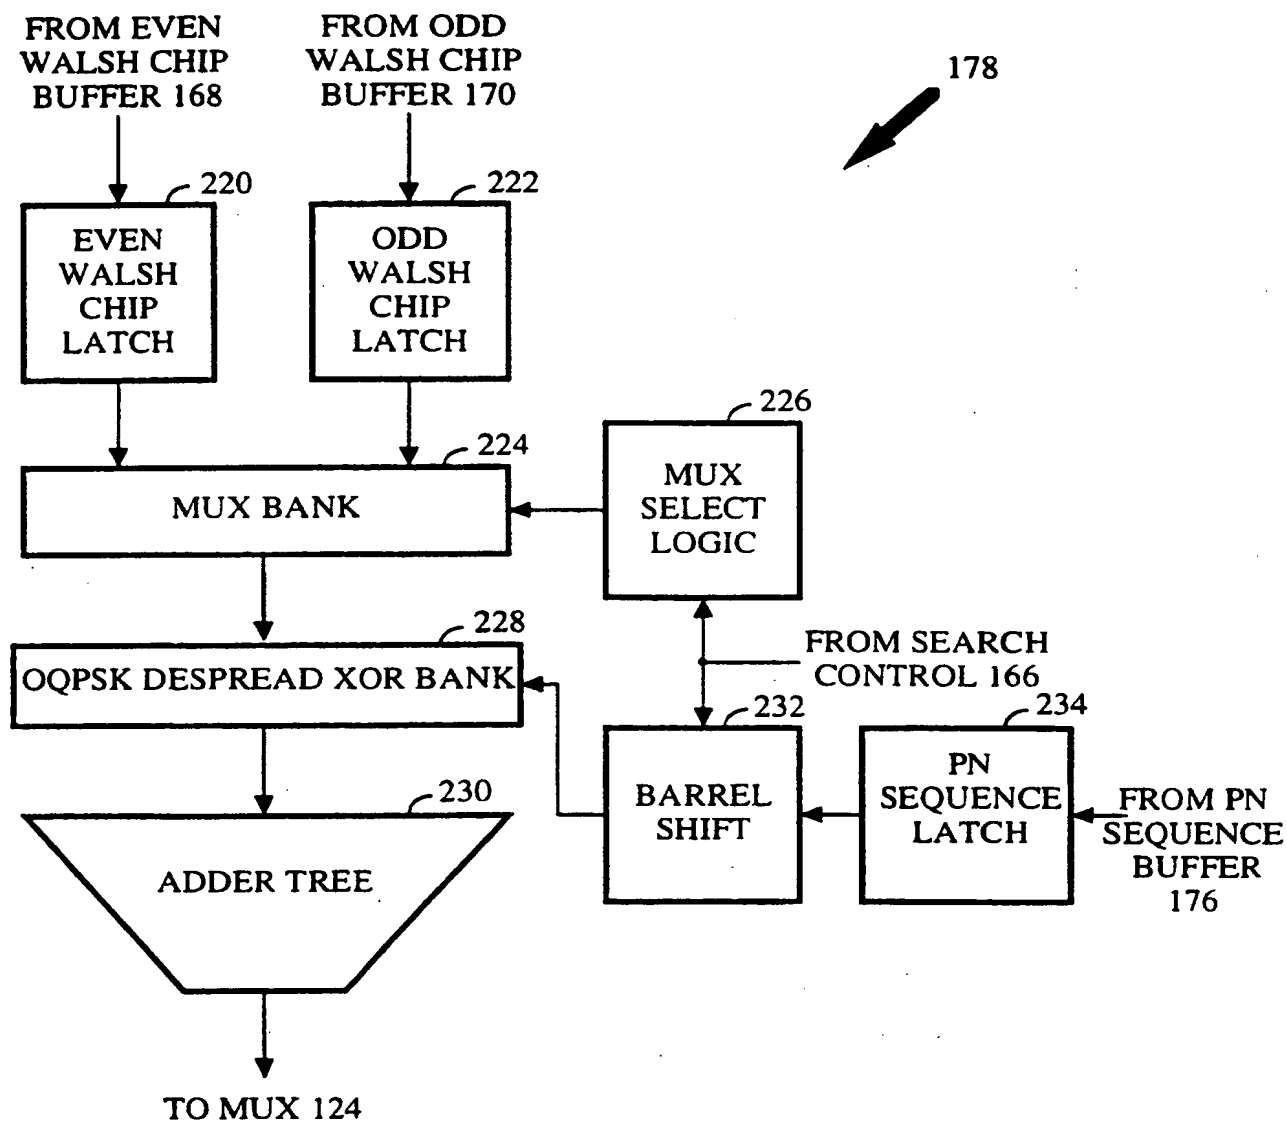 FROM EVEN
WALSH CHIP
BUFFER 168
FROM ODD
WALSH CHIP
BUFFER 170
178
220
222
EVEN
WALSH
CHIP
LATCH
ODD
WALSH
CHIP
LATCH
224
226
MUX BANK
MUX
SELECT
LOGIC
228
FROM SEARCH
CONTROL 166
OQPSK DESPREAD XOR BANK
232
234
230
BARREL
SHIFT
PN
SEQUENCE
LATCH
FROM PN
SEQUENCE
BUFFER
176
ADDER TREE
TO MUX 124